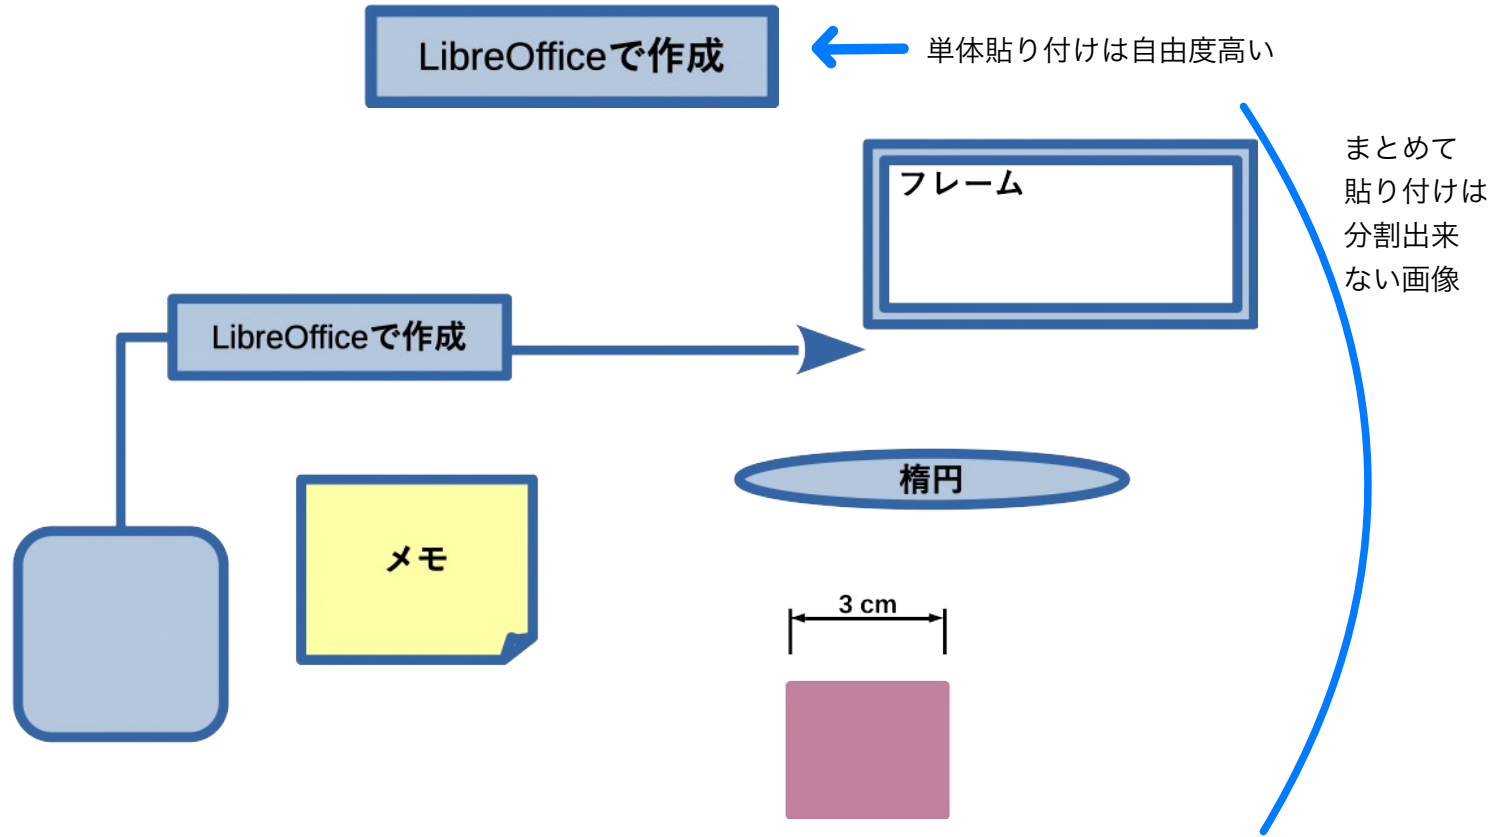 LibreOfficeで作成
単体貼り付けは自由度高い
まとめて
貼り付けは
分割出来
ない画像
フレーム
LibreOfficeで作成
楕円
メモ
3 cm